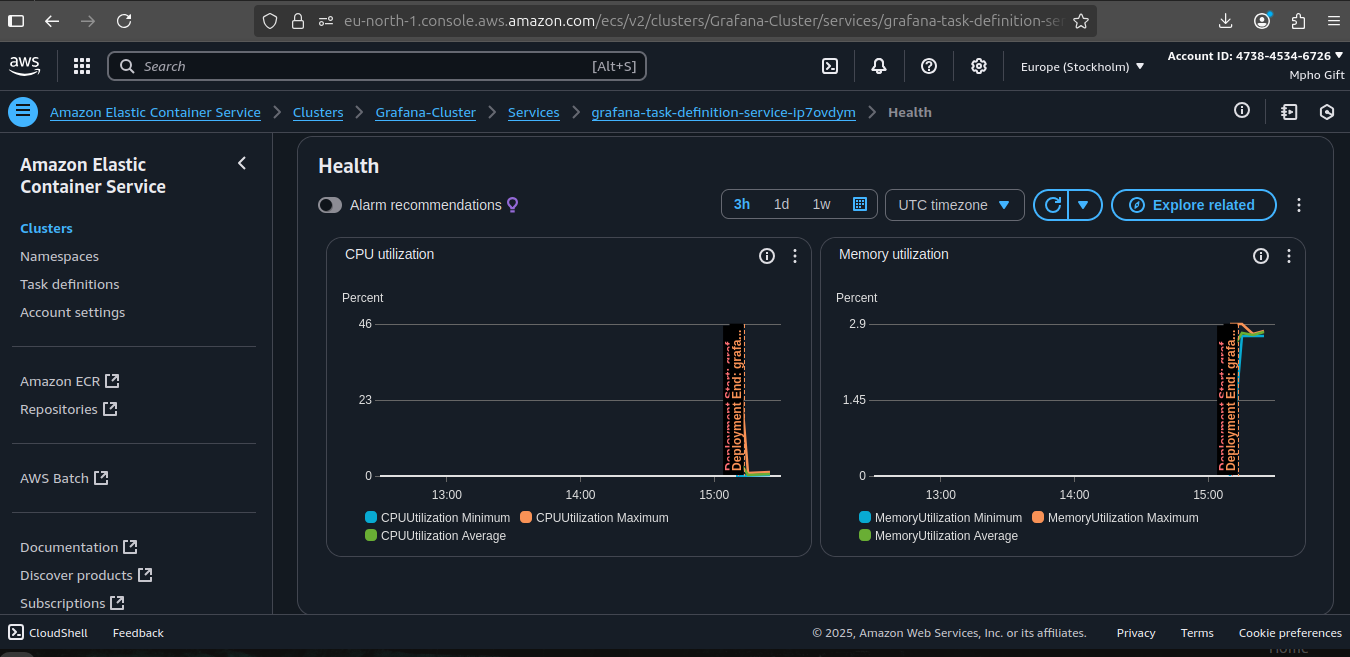 eu-north-1.console.aws.amazon.com/ecs/v2/clusters/Grafana-Cluster/services/grafana-task-definition-se
aws
Search
[Alt+S]
Europe (Stockholm)
Account ID: 4738-4534-6726
Mpho Gift
Amazon Elastic Container Service
Clusters
Grafana-Cluster
Services
grafana-task-definition-service-ip7ovdym
Health
Amazon Elastic
Container Service
Clusters
Namespaces
Task definitions
Account settings
Amazon ECR
Repositories
AWS Batch
Documentation
Discover products
Subscriptions
Health
Alarm recommendations
3h
1d
1w
UTC timezone
Explore related
CPU utilization
Percent
46
23
0
Deployment Start: graf...
Deployment End: grafa...
13:00
14:00
15:00
CPUUtilization Minimum
CPUUtilization Maximum
CPUUtilization Average
Memory utilization
Percent
2.9
1.45
0
Deployment Start: graf...
Deployment End: grafa...
13:00
14:00
15:00
MemoryUtilization Minimum
MemoryUtilization Maximum
MemoryUtilization Average
CloudShell
Feedback
© 2025, Amazon Web Services, Inc. or its affiliates.
Privacy
Terms
Cookie preferences